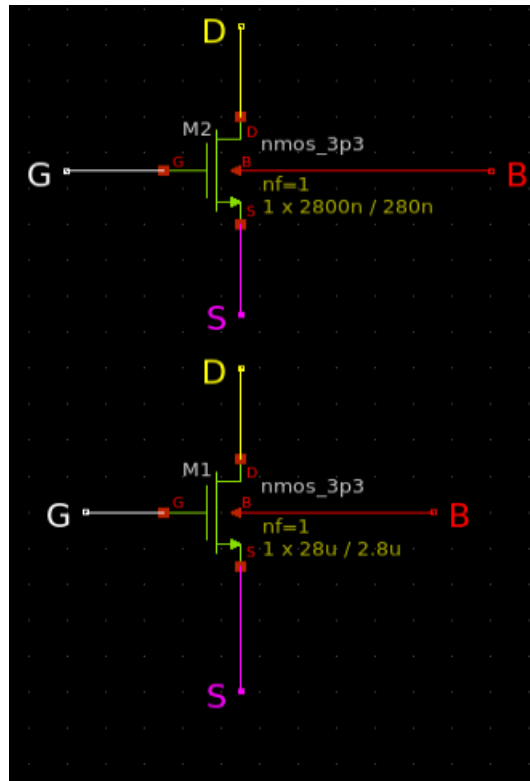 D
M2
D
nmos_3p3
G
G
B
B
nf=1
S
1 x 2800n / 280n
S
D
M1
D
nmos_3p3
G
G
B
B
nf=1
S
1 x 28u / 2.8u
S